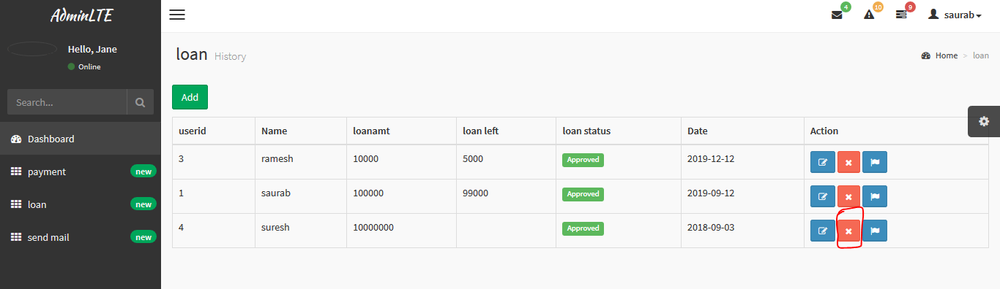 AdminLTE
4
10
9
saurab
Hello, Jane
Online
Search...
Dashboard
payment new
loan new
send mail new
loan History
Home > loan
Add
userid Name loanamt loan left loan status Date Action
3 ramesh 10000 5000 Approved 2019-12-12
1 saurab 100000 99000 Approved 2019-09-12
4 suresh 10000000 Approved 2018-09-03